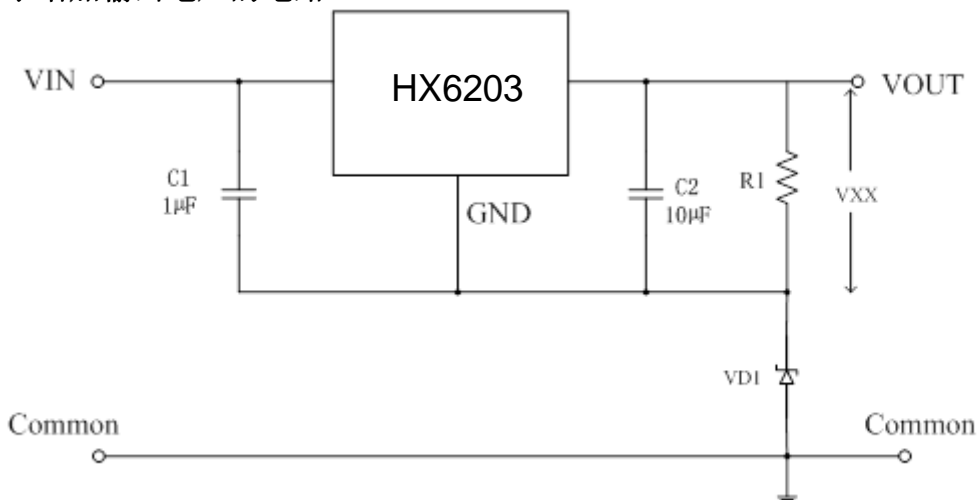 VIN
HX6203
VOUT
C1
1μF
GND
C2
10μF
R1
VXX
VD1
Common
Common